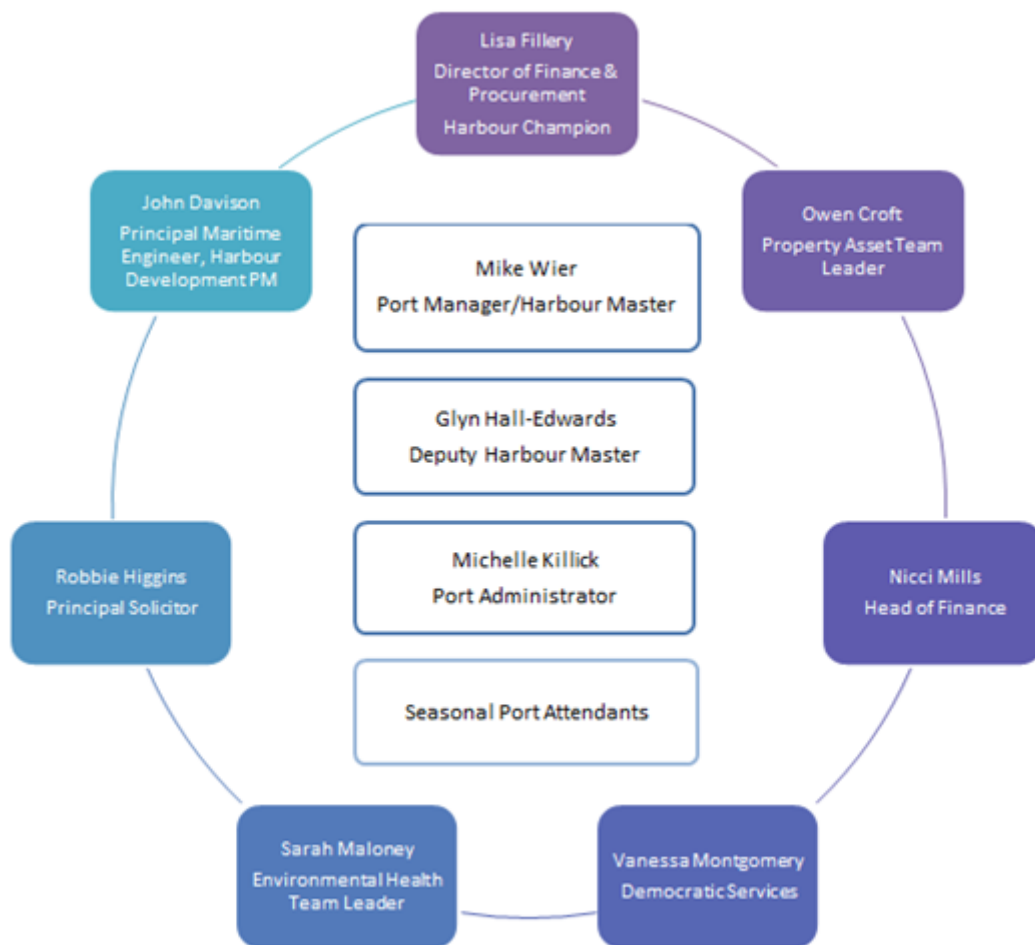 Lisa Fillery
Director of Finance &
Procurement
Harbour Champion
John Davison
Principal Maritime
Engineer, Harbour
Development PM
Owen Croft
Property Asset Team
Leader
Mike Wier
Port Manager/Harbour Master
Glyn Hall-Edwards
Deputy Harbour Master
Michelle Killick
Port Administrator
Seasonal Port Attendants
Robbie Higgins
Principal Solicitor
Nicci Mills
Head of Finance
Sarah Maloney
Environmental Health
Team Leader
Vanessa Montgomery
Democratic Services